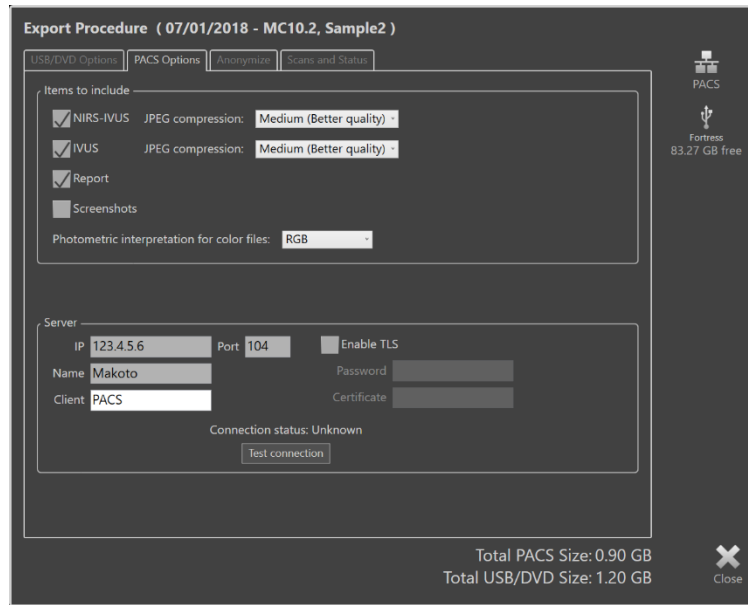 Export Procedure ( 07/01/2018 - MC10.2, Sample2 )
USB/DVD Options PACS Options Anonymize Scans and Status
PACS
Fortress
83.27 GB free
Items to include
NIRS-IVUS JPEG compression: Medium (Better quality)
IVUS JPEG compression: Medium (Better quality)
Report
Screenshots
Photometric interpretation for color files: RGB
Server
IP 123.4.5.6 Port 104 Enable TLS
Name Makoto Password
Client PACS Certificate
Connection status: Unknown
Test connection
Total PACS Size: 0.90 GB
Total USB/DVD Size: 1.20 GB
Close